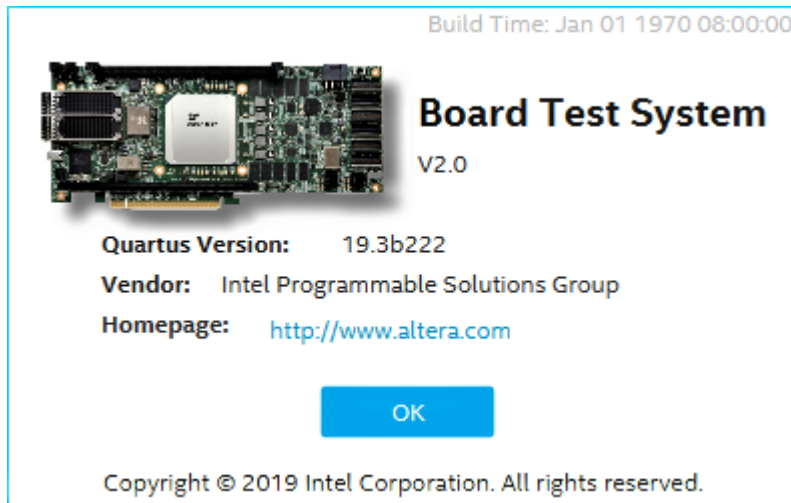 Build Time: Jan 01 1970 08:00:00
Board Test System
V2.0
Quartus Version: 19.3b222
Vendor: Intel Programmable Solutions Group
Homepage: http://www.altera.com
OK
Copyright © 2019 Intel Corporation. All rights reserved.